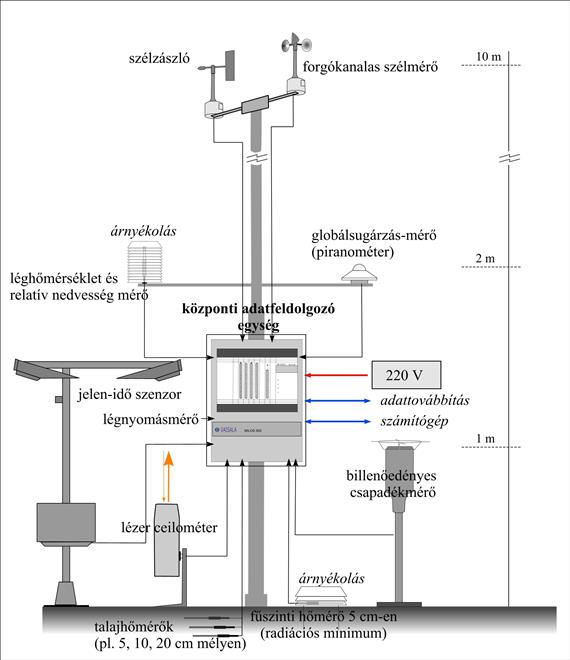 szélzászló
forgókanalas szélmérő
10 m
árnyékolás
globálsugárzás-mérő
(piranométer)
2 m
léghőmérséklet és
relatív nedvesség mérő
központi adatfeldolgozó
egység
220 V
jelen-idő szenzor
adattovábbítás
légnyomásmérő
számítógép
VAISALA
MILOS 500
1 m
billenőedényes
csapadékmérő
lézer ceilométer
árnyékolás
talajhőmérők
(pl. 5, 10, 20 cm mélyen)
fűszinti hőmérő 5 cm-en
(radiációs minimum)